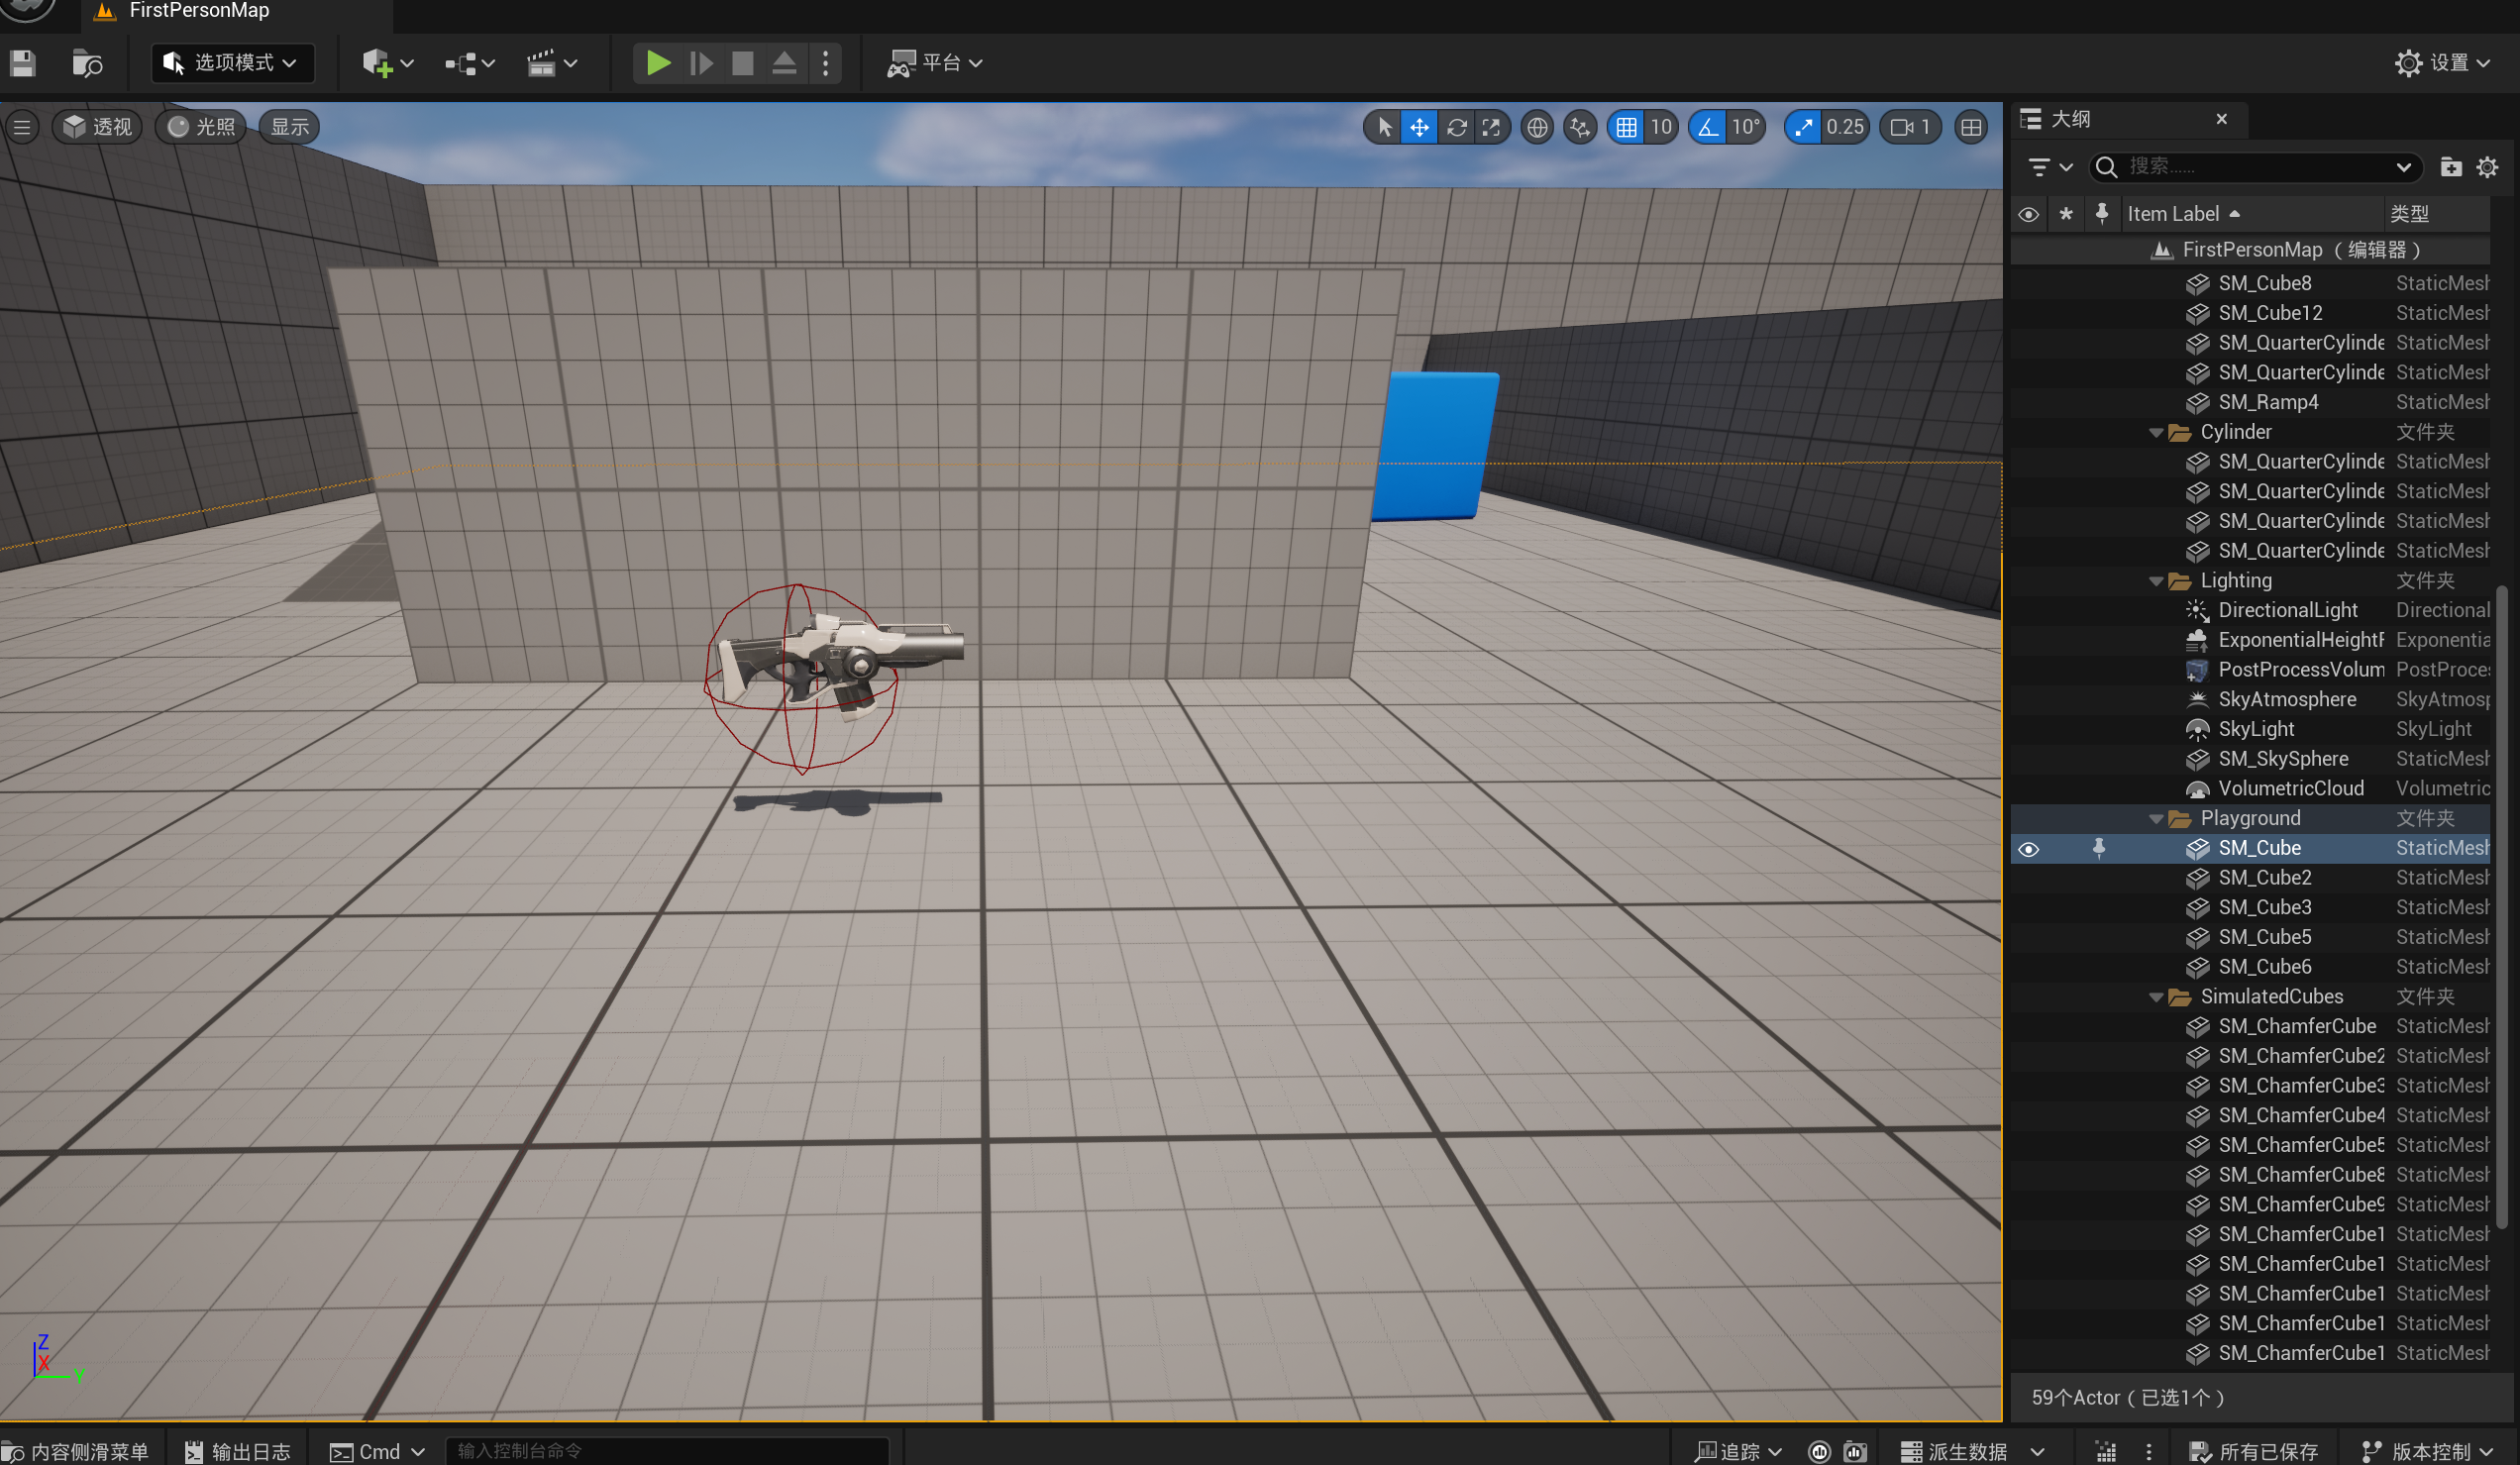 FirstPersonMap
选项模式
平台
设置
透视
光照
显示
10
10°
0.25
1
大纲
搜索......
Item Label
类型
FirstPersonMap（编辑器）
SM_Cube8 StaticMesh
SM_Cube12 StaticMesh
SM_QuarterCylinde StaticMesh
SM_QuarterCylinde StaticMesh
SM_Ramp4 StaticMesh
Cylinder 文件夹
SM_QuarterCylinde StaticMesh
SM_QuarterCylinde StaticMesh
SM_QuarterCylinde StaticMesh
SM_QuarterCylinde StaticMesh
Lighting 文件夹
DirectionalLight Directional
ExponentialHeightF Exponentia
PostProcessVolum PostProces
SkyAtmosphere SkyAtmosp
SkyLight SkyLight
SM_SkySphere StaticMesh
VolumetricCloud Volumetric
Playground 文件夹
SM_Cube StaticMesh
SM_Cube2 StaticMesh
SM_Cube3 StaticMesh
SM_Cube5 StaticMesh
SM_Cube6 StaticMesh
SimulatedCubes 文件夹
SM_ChamferCube StaticMesh
SM_ChamferCube2 StaticMesh
SM_ChamferCube3 StaticMesh
SM_ChamferCube4 StaticMesh
SM_ChamferCube5 StaticMesh
SM_ChamferCube8 StaticMesh
SM_ChamferCube9 StaticMesh
SM_ChamferCube1 StaticMesh
SM_ChamferCube1 StaticMesh
SM_ChamferCube1 StaticMesh
SM_ChamferCube1 StaticMesh
SM_ChamferCube1 StaticMesh
59个Actor（已选1个）
Z
X
Y
内容侧滑菜单
输出日志
Cmd
输入控制台命令
追踪
派生数据
所有已保存
版本控制